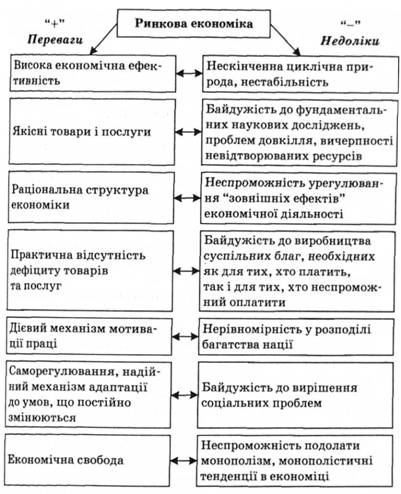 “+”
Ринкова економіка
“–”
Переваги
Недоліки
Висока економічна ефек-
тивність
Нескінченна циклічна при-
рода, нестабільність
Якісні товари і послуги
Байдужість до фундаменталь-
них наукових досліджень,
проблем довкілля, вичерпності
невідтворюваних ресурсів
Раціональна структура
економіки
Неспроможність урегулюван-
ня “зовнішніх ефектів”
економічної діяльності
Практична відсутність
дефіциту товарів
та послуг
Байдужість до виробництва
суспільних благ, необхідних
як для тих, хто платить,
так і для тих, хто неспромож-
ний оплатити
Дієвий механізм мотива-
ції праці
Нерівномірність у розподілі
багатства нації
Саморегулювання, надій-
ний механізм адаптації
до умов, що постійно
змінюються
Байдужість до вирішення
соціальних проблем
Економічна свобода
Неспроможність подолати
монополізм, монополістичні
тенденції в економіці